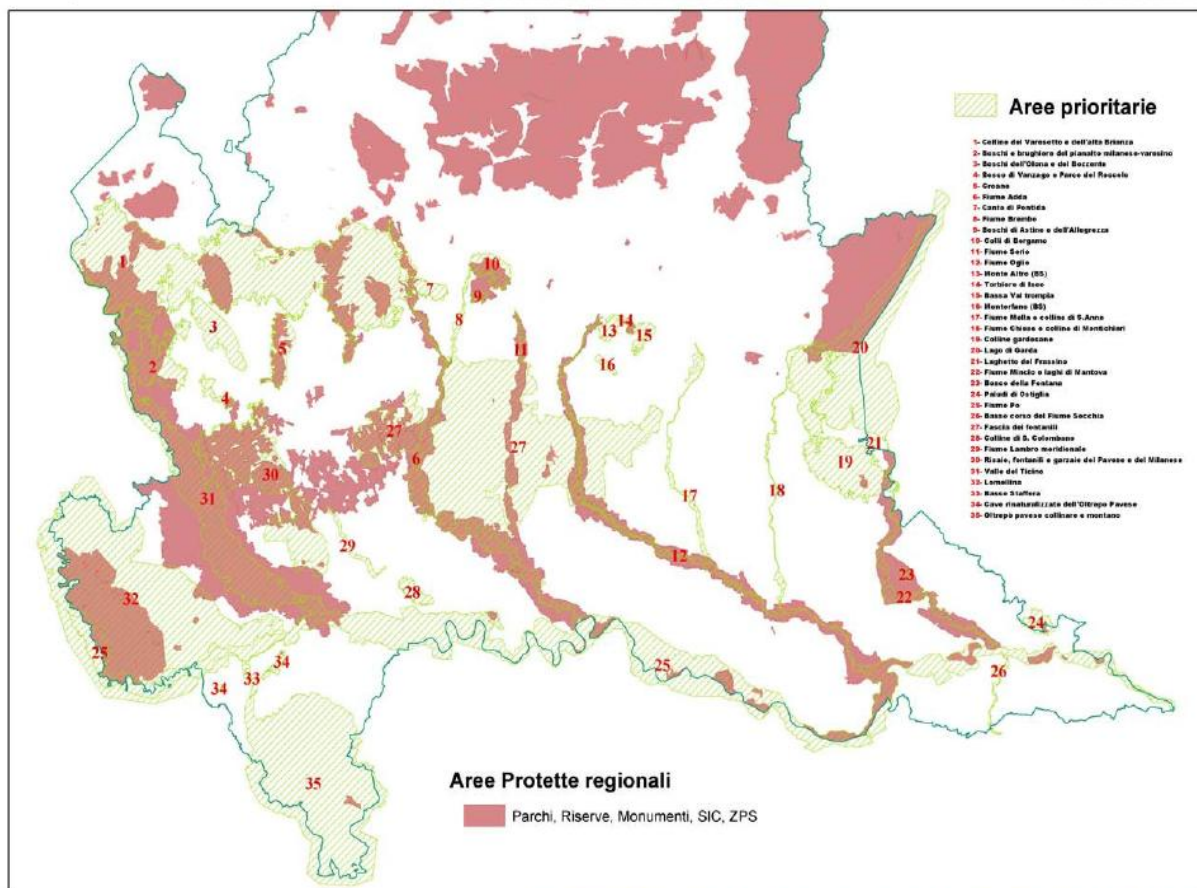 Aree prioritarie
1- Colline del Varesotto e dell'alta Brianza
2- Boschi e brughiere del pianalto milanese-varesino
3- Boschi dell'Olona e del Bozzente
4- Bosco di Vanzago e Parco del Roccolo
5- Groane
6- Fiume Adda
7- Canto di Pontida
8- Fiume Brembo
9- Boschi di Astino e dell'Allegrezza
10- Colli di Bergamo
11- Fiume Serio
12- Fiume Oglio
13- Monte Alto (BS)
14- Torbiere di Iseo
15- Bassa Val trompia
16- Monterfano (BS)
17- Fiume Mella e collina di S.Anna
18- Fiume Chiese e colline di Montichiari
19- Colline gardesane
20- Lago di Garda
21- Laghetto del Frassino
22- Fiume Mincio e laghi di Mantova
23- Bosco della Fontana
24- Paludi di Ostiglia
25- Fiume Po
26- Basso corso del Fiume Secchia
27- Fascia dei fontanili
28- Colline di S. Colombano
29- Fiume Lambro meridionale
30- Risaie, fontanili e garzaie del Pavese e del Milanese
31- Valle del Ticino
32- Lomellina
33- Basso Staffora
34- Cave rinaturalizzate dell'Oltrepo Pavese
35- Oltrepò pavese collinare e montano
1
10
7
9
3
8
14
13
15
5
11
20
2
16
4
27
21
6
27
19
30
31
17
18
29
12
23
28
22
32
24
34
25
25
26
33
34
35
Aree Protette regionali
Parchi, Riserve, Monumenti, SIC, ZPS